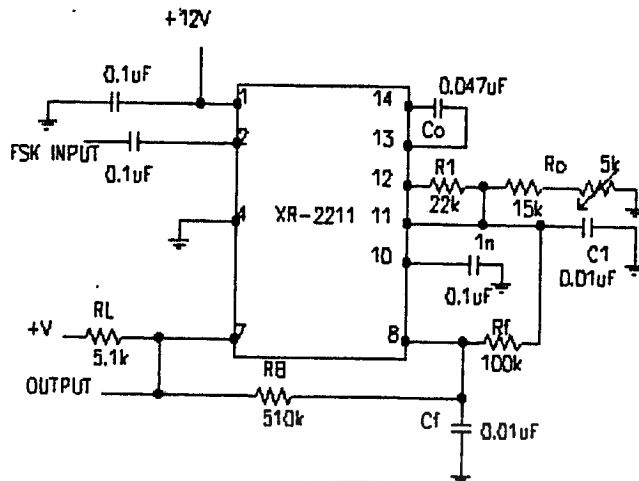 +12V
0.1uF
1
14
0.047uF
Co
13
2
FSK INPUT
0.1uF
12
R1
22k
RD
15k
5k
XR-2211
4
11
1n
C1
0.01uF
10
0.1uF
+V
RL
5.1k
7
8
Rf
100k
OUTPUT
RB
510k
Cf
0.01uF